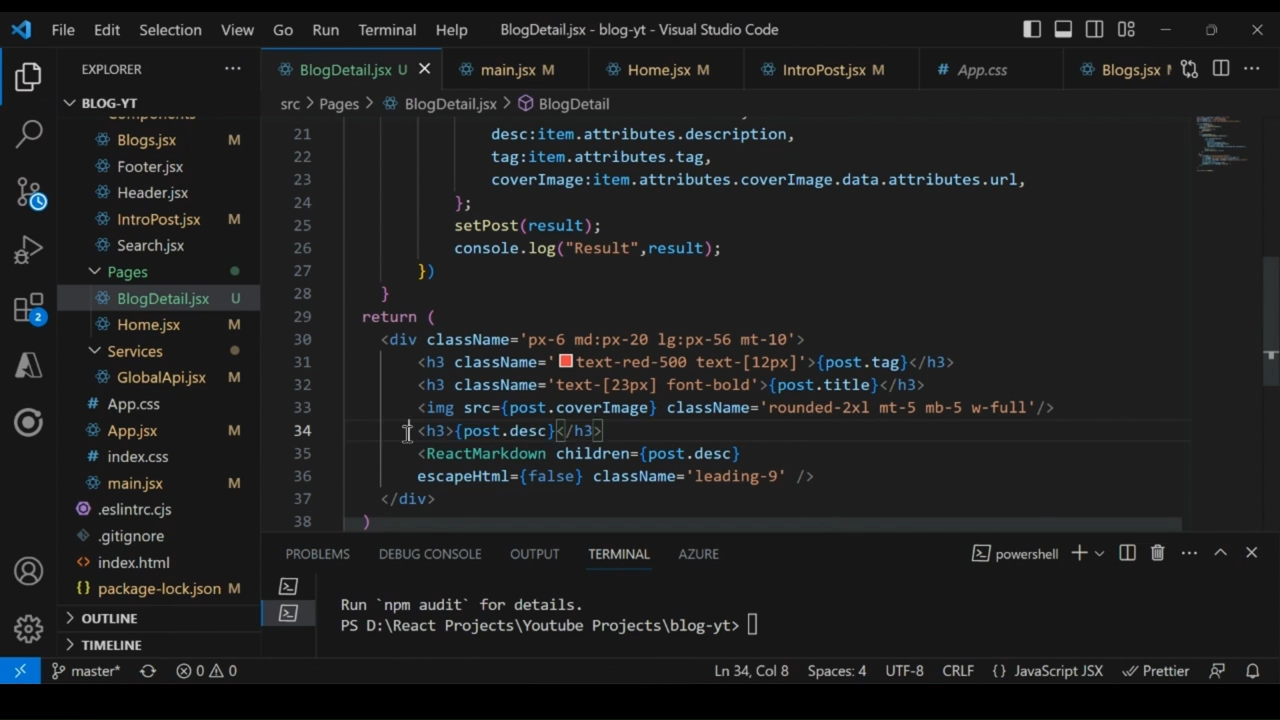 File Edit Selection View Go Run Terminal Help BlogDetail.jsx - blog-yt - Visual Studio Code
EXPLORER ···
BlogDetail.jsx U
main.jsx M
Home.jsx M
IntroPost.jsx M
# App.css
Blogs.jsx
BLOG-YT
src > Pages > BlogDetail.jsx > BlogDetail
Blogs.jsx M
Footer.jsx
Header.jsx
IntroPost.jsx M
Search.jsx
Pages
BlogDetail.jsx U
Home.jsx M
Services
GlobalApi.jsx M
# App.css
App.jsx M
# index.css
main.jsx M
.eslintrc.cjs
.gitignore
<> index.html
{} package-lock.json M
OUTLINE
TIMELINE
21 desc:item.attributes.description,
22 tag:item.attributes.tag,
23 coverImage:item.attributes.coverImage.data.attributes.url,
24 };
25 setPost(result);
26 console.log("Result",result);
27 })
28 }
29 return (
30 <div className='px-6 md:px-20 lg:px-56 mt-10'>
31 <h3 className='text-red-500 text-[12px]'>{post.tag}</h3>
32 <h3 className='text-[23px] font-bold'>{post.title}</h3>
33 <img src={post.coverImage} className='rounded-2xl mt-5 mb-5 w-full'/>
34 <h3>{post.desc}</h3>
35 <ReactMarkdown children={post.desc}
36 escapeHtml={false} className='leading-9' />
37 </div>
38 )
PROBLEMS DEBUG CONSOLE OUTPUT TERMINAL AZURE powershell
Run `npm audit` for details.
PS D:\React Projects\Youtube Projects\blog-yt>
2
master* 0 0 Ln 34, Col 8 Spaces: 4 UTF-8 CRLF {} JavaScript JSX Prettier